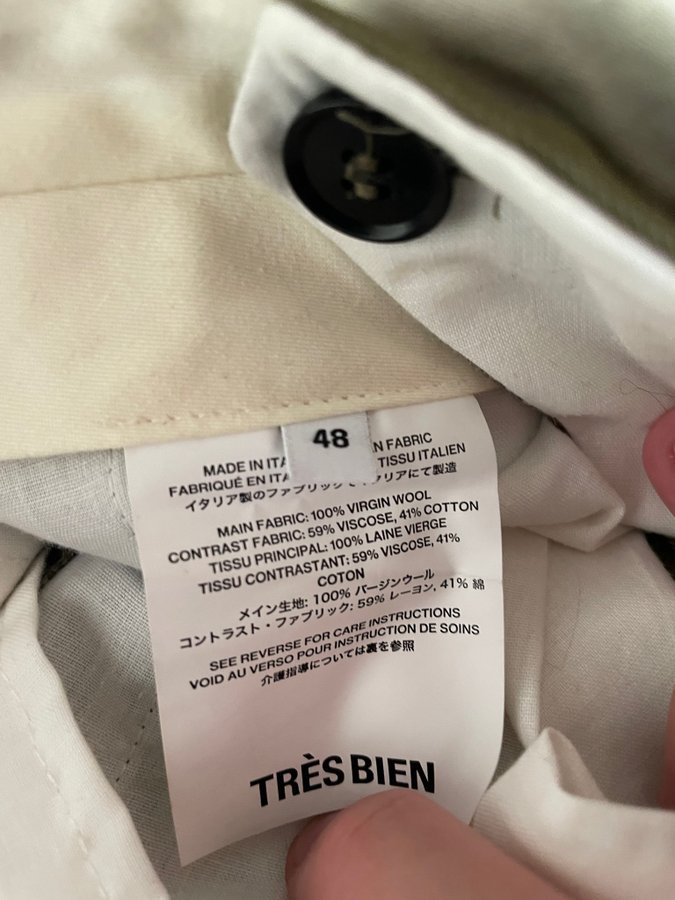 48
MADE IN ITA N FABRIC
FABRIQUÉ EN ITA TISSU ITALIEN
イタリア製のファブリック リアにて製造
MAIN FABRIC: 100% VIRGIN WOOL
CONTRAST FABRIC: 59% VISCOSE, 41% COTTON
TISSU PRINCIPAL: 100% LAINE VIERGE
TISSU CONTRASTANT: 59% VISCOSE, 41%
COTON
メイン生地: 100% バージンウール
コントラスト・ファブリック: 59% レーヨン, 41% 綿
SEE REVERSE FOR CARE INSTRUCTIONS
VOID AU VERSO POUR INSTRUCTION DE SOINS
介護指導については裏を参照
TRÈS BIEN